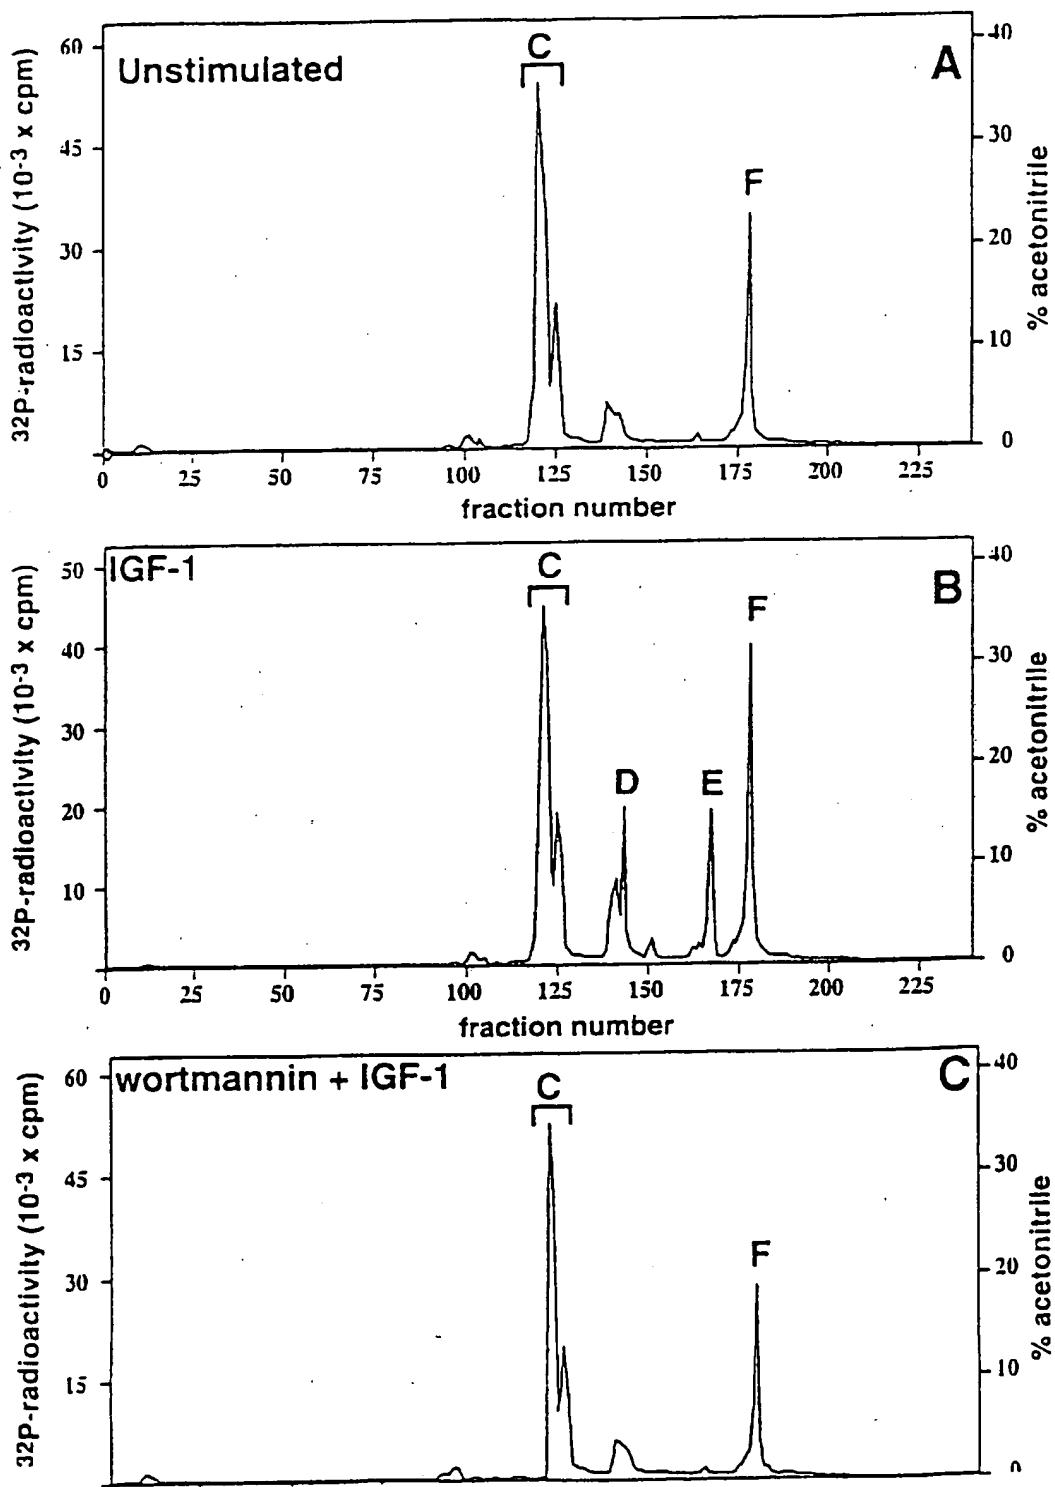 C
60
40
Unstimulated
A
45
30
F
30
20
15
10
0
32P-radioactivity (10-3 x cpm)
% acetonitrile
0 25 50 75 100 125 150 175 200 225
fraction number
IGF-1
C
B
50
40
F
40
30
30
20
D E
20
10
10
0
32P-radioactivity (10-3 x cpm)
% acetonitrile
0 25 50 75 100 125 150 175 200 225
fraction number
wortmannin + IGF-1
C
C
60
40
45
30
F
30
20
15
10
0
32P-radioactivity (10-3 x cpm)
% acetonitrile